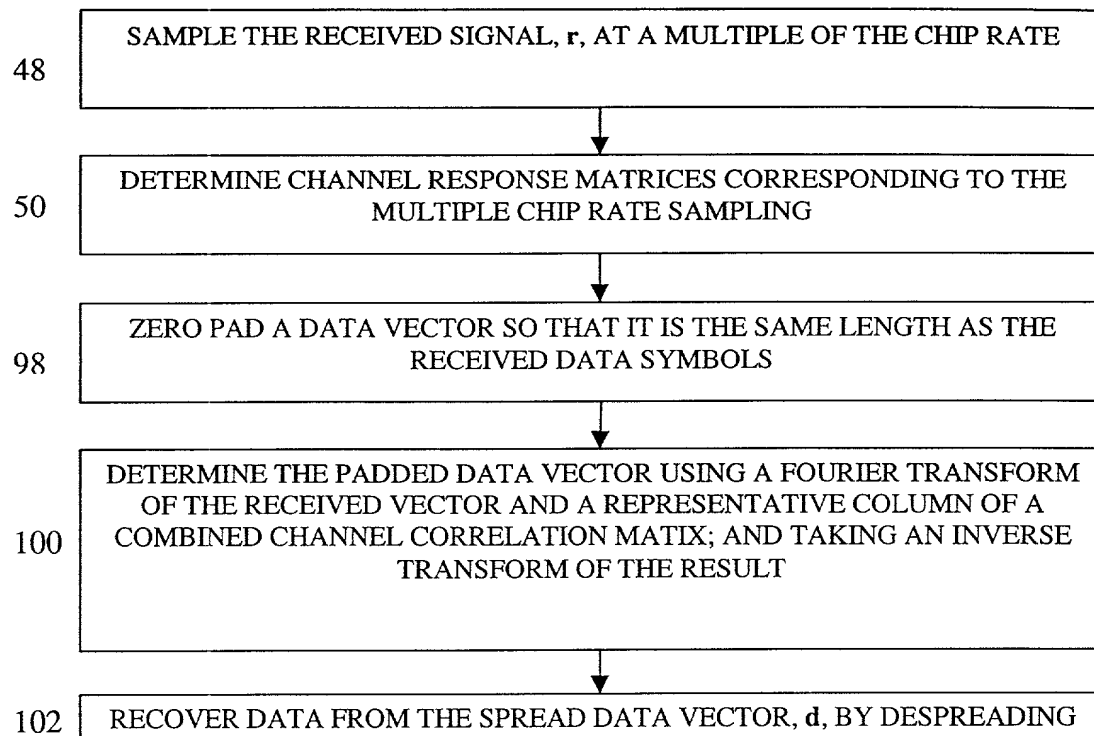 48
SAMPLE THE RECEIVED SIGNAL, r, AT A MULTIPLE OF THE CHIP RATE
50
DETERMINE CHANNEL RESPONSE MATRICES CORRESPONDING TO THE
MULTIPLE CHIP RATE SAMPLING
98
ZERO PAD A DATA VECTOR SO THAT IT IS THE SAME LENGTH AS THE
RECEIVED DATA SYMBOLS
100
DETERMINE THE PADDED DATA VECTOR USING A FOURIER TRANSFORM
OF THE RECEIVED VECTOR AND A REPRESENTATIVE COLUMN OF A
COMBINED CHANNEL CORRELATION MATIX; AND TAKING AN INVERSE
TRANSFORM OF THE RESULT
102
RECOVER DATA FROM THE SPREAD DATA VECTOR, d, BY DESPREADING